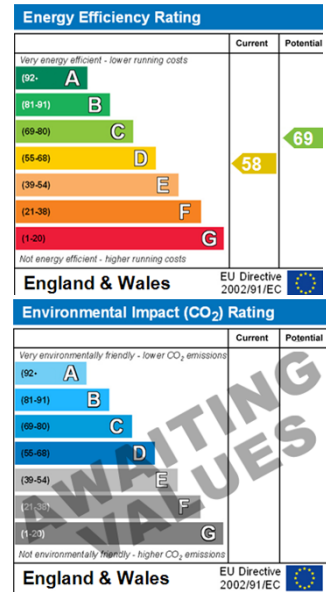 Energy Efficiency Rating
Current Potential
Very energy efficient - lower running costs
(92- A
(81-91) B
(69-80) C
(55-68) D
(39-54) E
(21-38) F
(1-20) G
58
69
Not energy efficient - higher running costs
England & Wales
EU Directive
2002/91/EC
Environmental Impact (CO₂) Rating
Current Potential
Very environmentally friendly - lower CO₂ emissions
(92- A
(81-91) B
(69-80) C
(55-68) D
(39-54) E
(21-38) F
(1-20) G
AWAITING
VALUES
Not environmentally friendly - higher CO₂ emissions
England & Wales
EU Directive
2002/91/EC